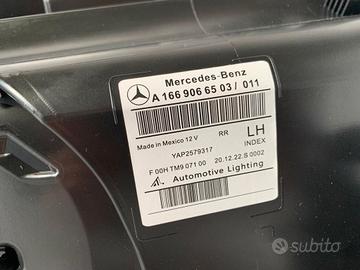 Mercedes-Benz
A 166 906 65 03 / 011
Made in Mexico 12 V
RR
LH
INDEX
YAP2579317
F 00H TM9 071 00
20.12.22.S 0002
Automotive Lighting
subito